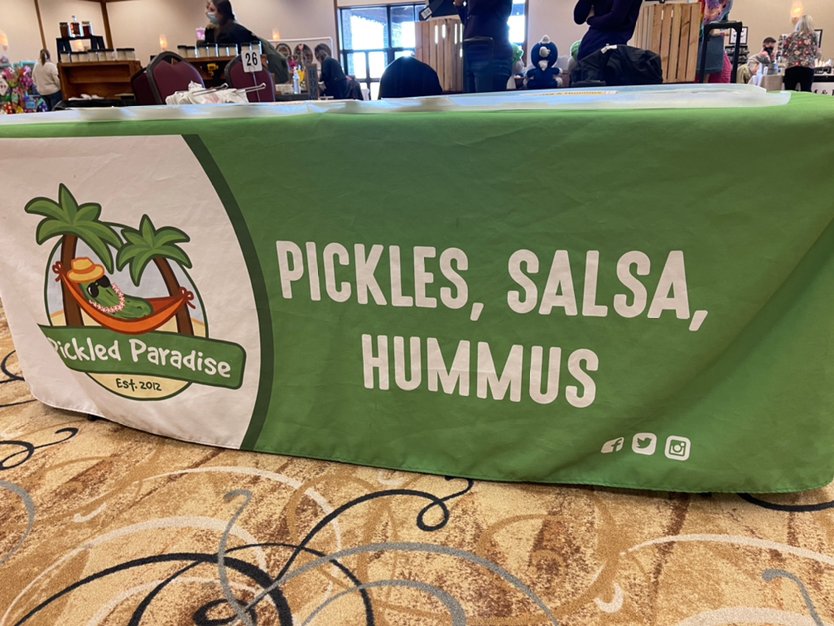 26
Pickled Paradise
Est. 2012
PICKLES, SALSA,
HUMMUS